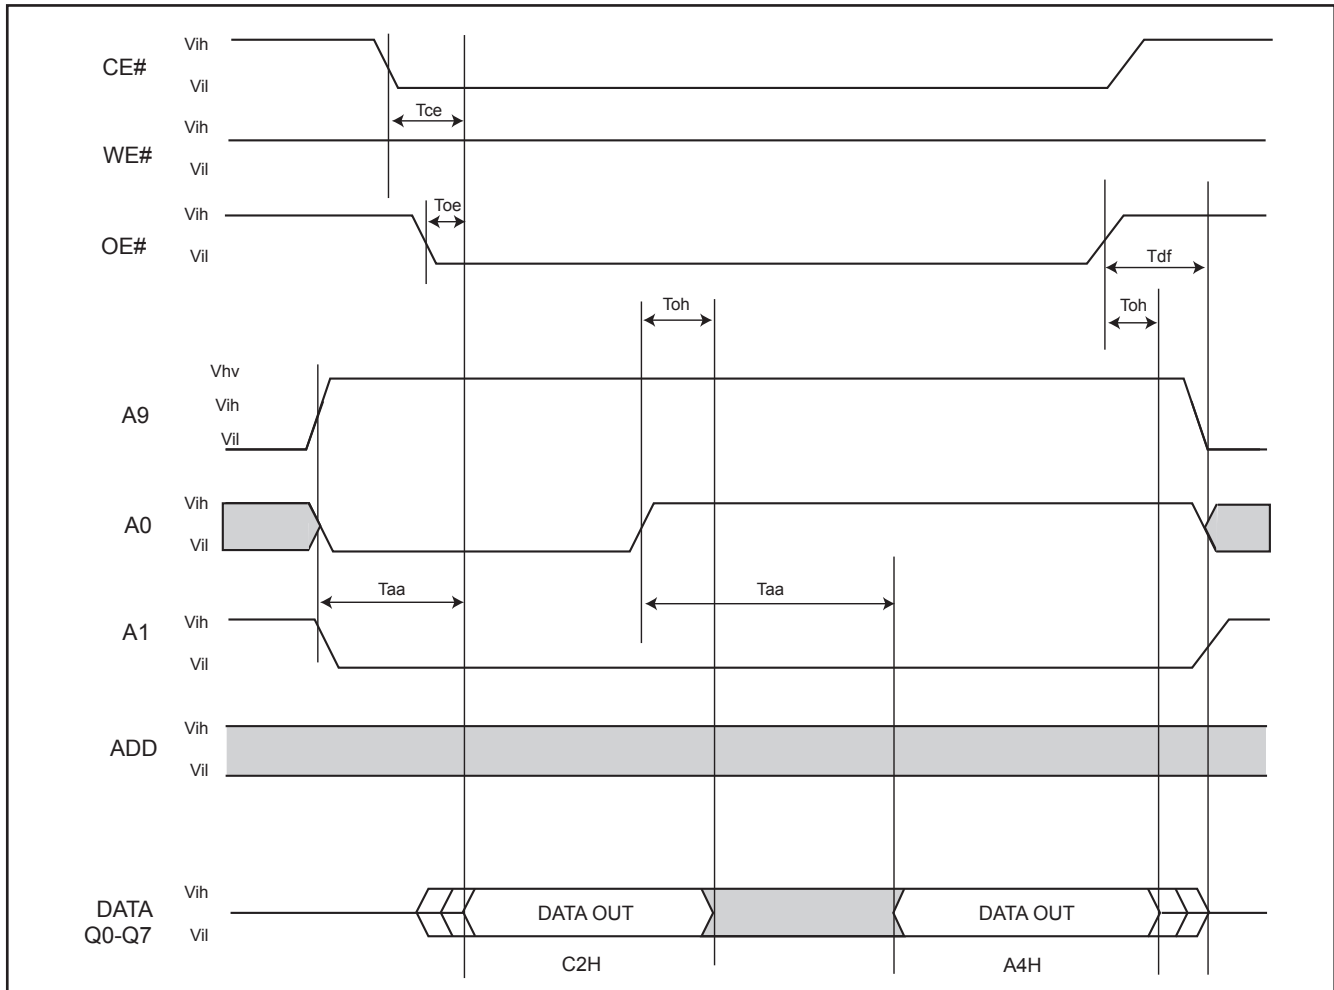 Vih
CE#
Vil
Tce
Vih
WE#
Vil
Vih
Toe
OE#
Vil
Tdf
Toh
Toh
Vhv
Vih
A9
Vil
Vih
A0
Vil
Taa
Taa
Vih
A1
Vil
Vih
ADD
Vil
Vih
DATA
Q0-Q7
Vil
DATA OUT
DATA OUT
C2H
A4H